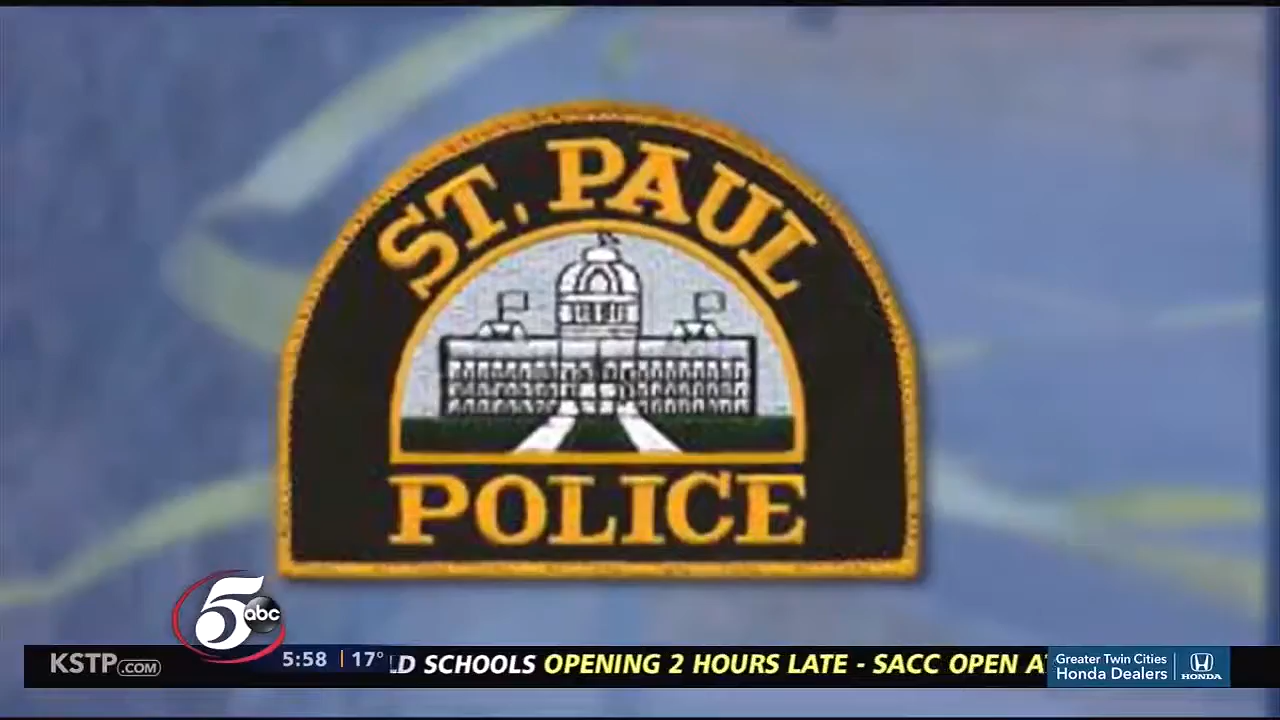 ST. PAUL
POLICE
5 abc
KSTP.COM
5:58
17°
D SCHOOLS OPENING 2 HOURS LATE - SACC OPEN A
Greater Twin Cities
Honda Dealers
HONDA